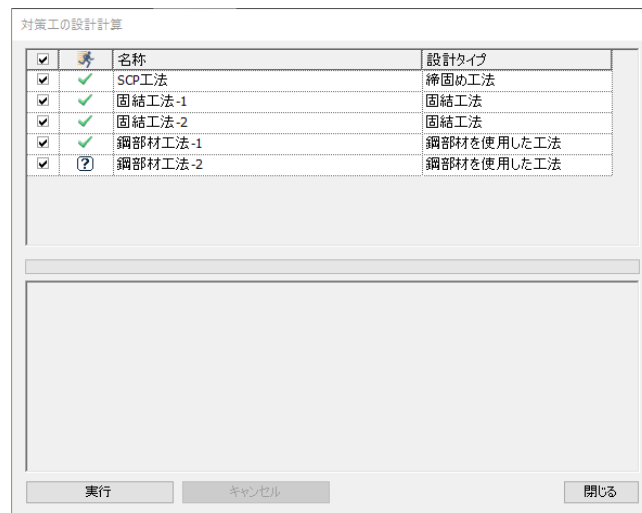 対策工の設計計算
名称 設計タイプ
SCP工法 締固め工法
固結工法-1 固結工法
固結工法-2 固結工法
鋼部材工法-1 鋼部材を使用した工法
? 鋼部材工法-2 鋼部材を使用した工法
実行 キャンセル 閉じる